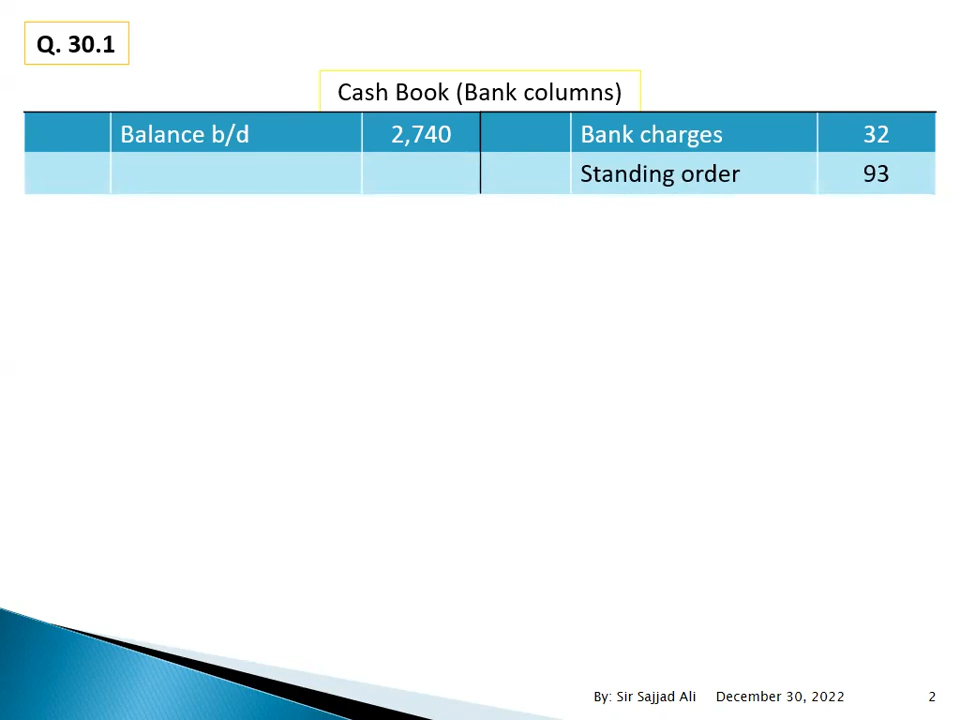 Q. 30.1
Cash Book (Bank columns)
Balance b/d 2,740 Bank charges 32
Standing order 93
By: Sir Sajjad Ali December 30, 2022 2